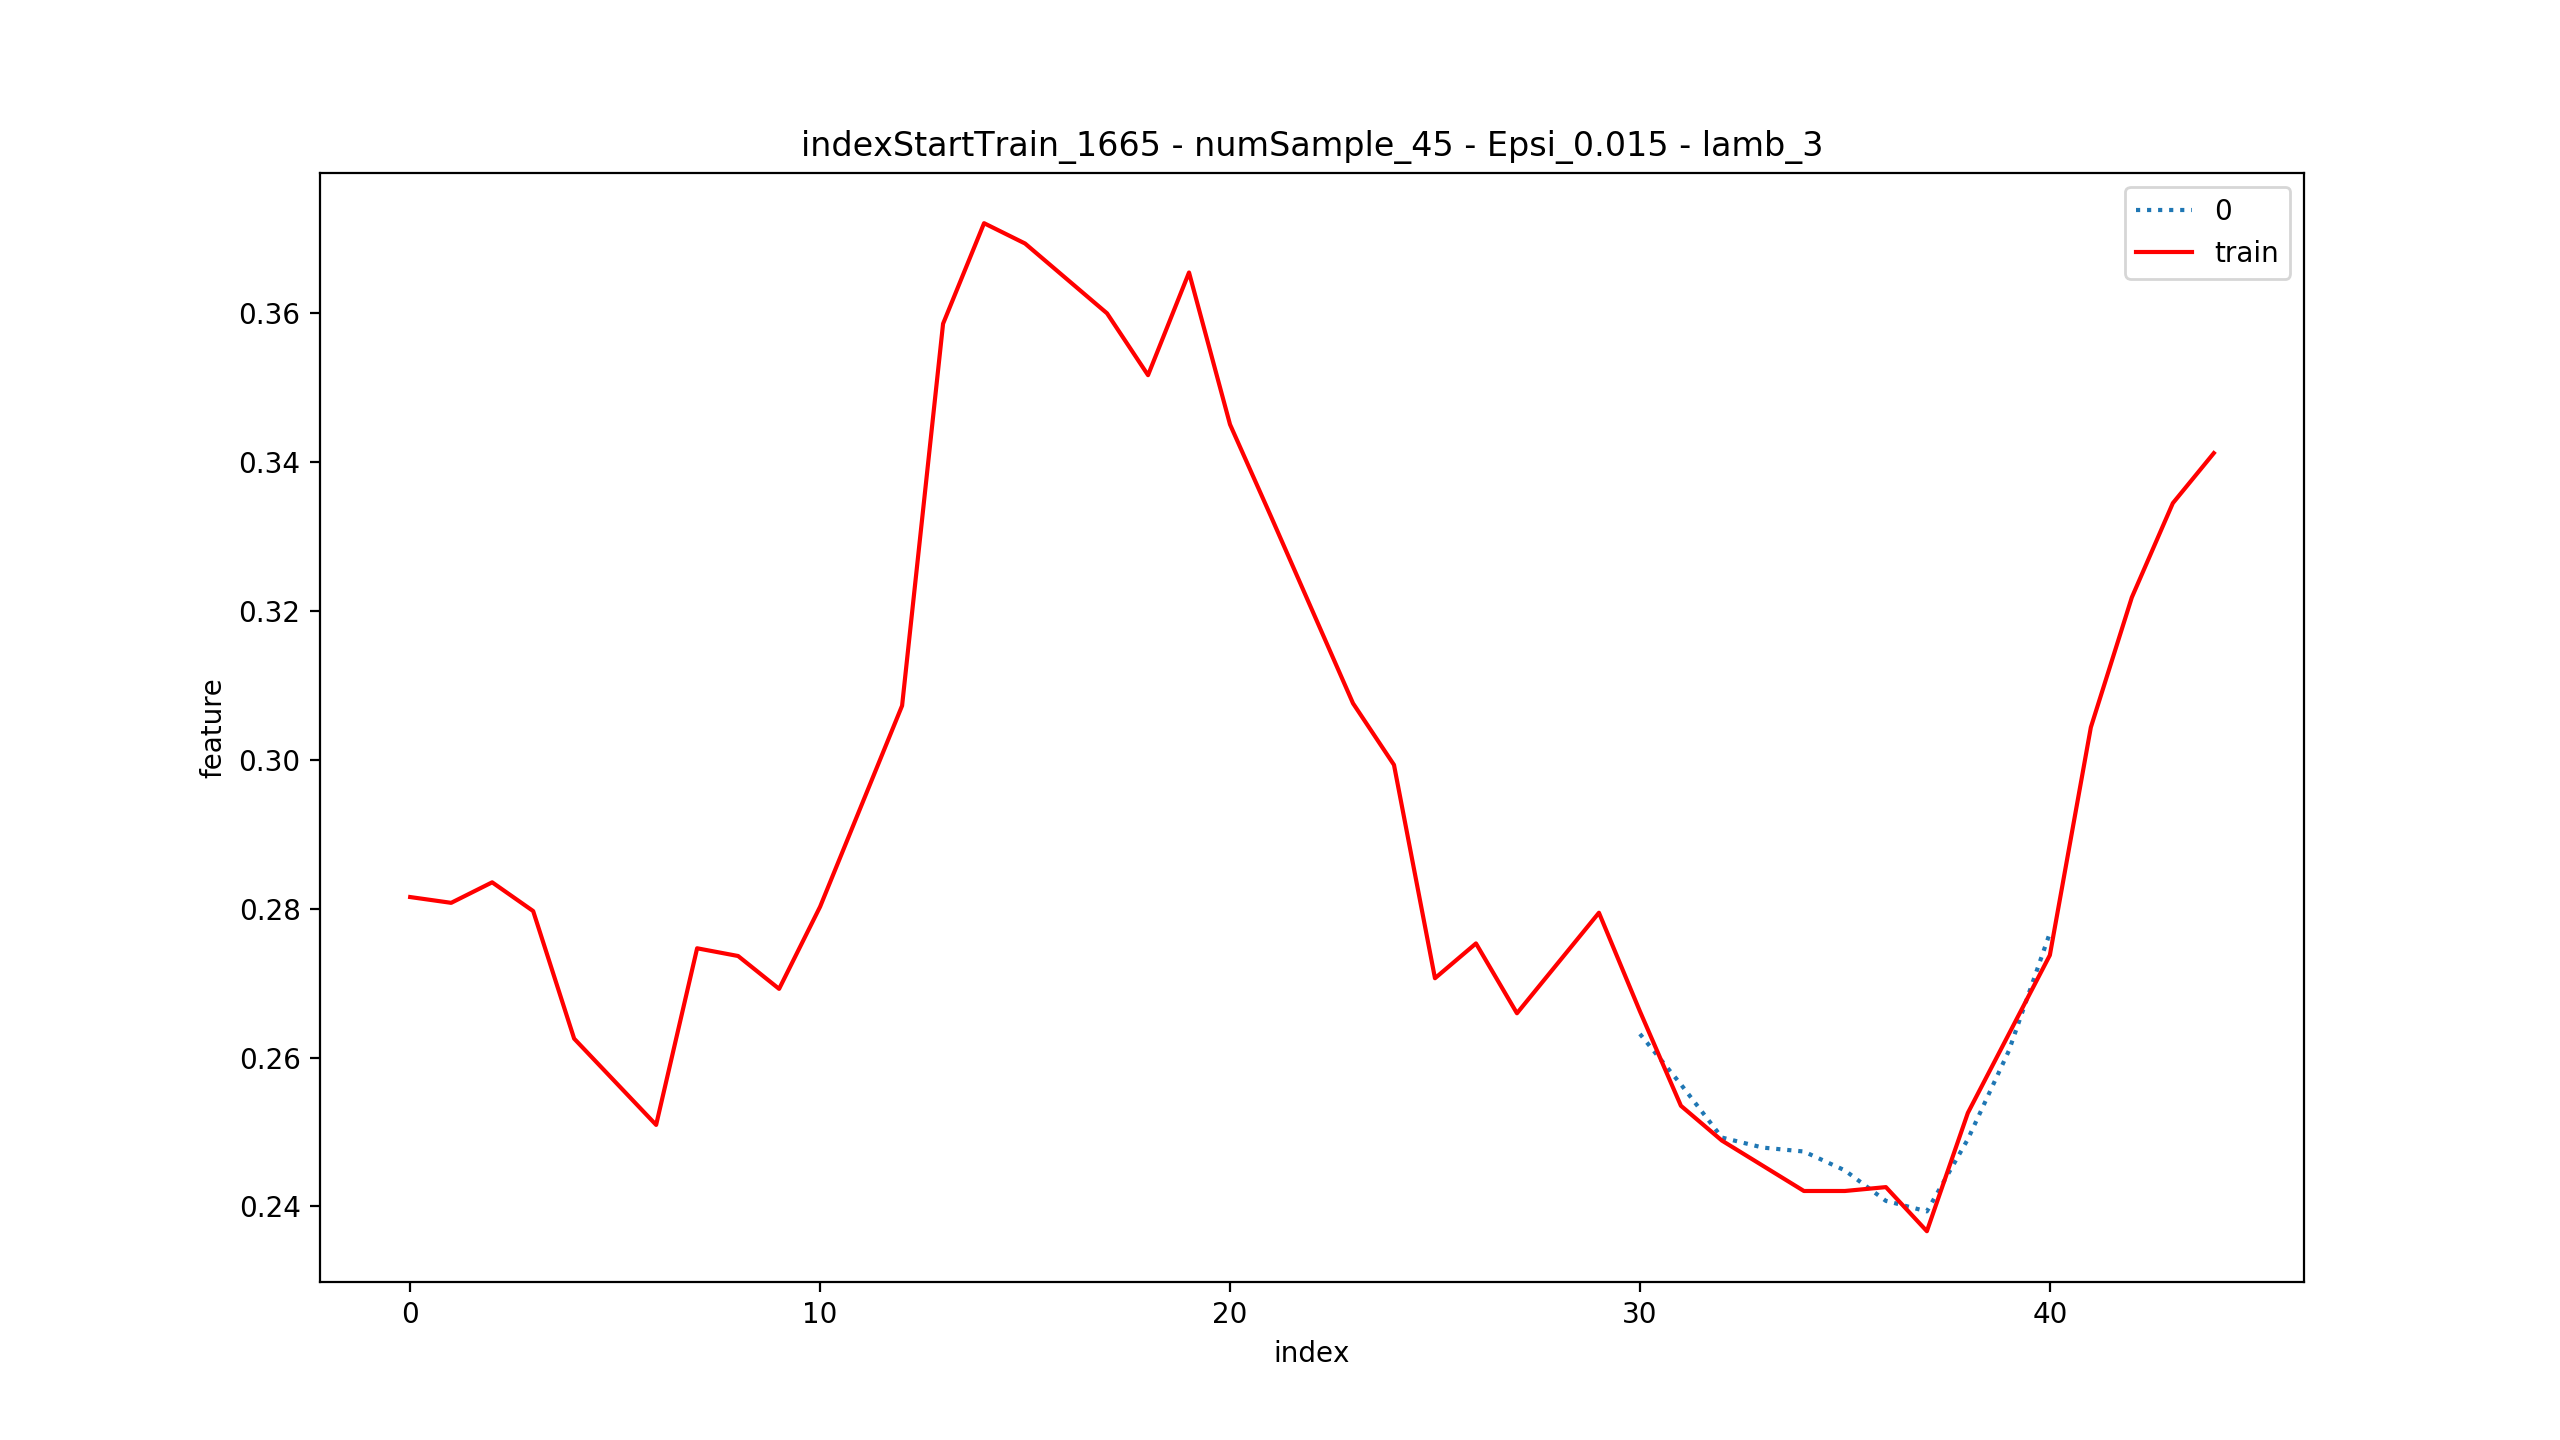 indexStartTrain_1665 - numSample_45 - Epsi_0.015 - lamb_3
0
train
0.36
0.34
0.32
0.30
0.28
0.26
0.24
feature
0 10 20 30 40
index